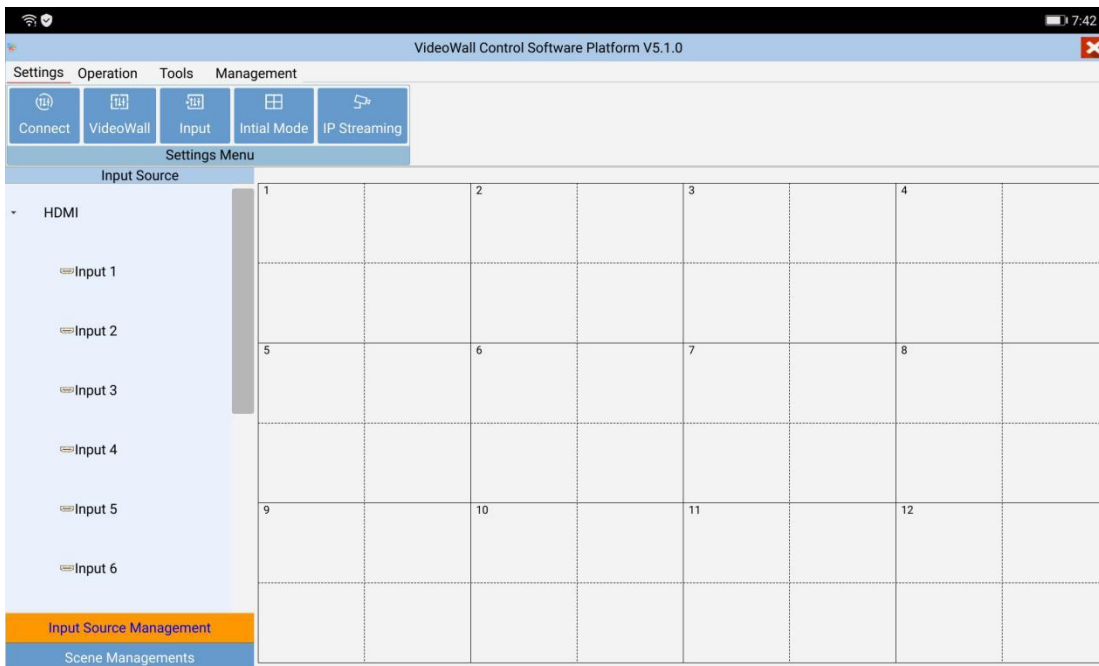 7:42
VideoWall Control Software Platform V5.1.0
Settings Operation Tools Management
Connect VideoWall Input Intial Mode IP Streaming
Settings Menu
Input Source
HDMI
Input 1
Input 2
Input 3
Input 4
Input 5
Input 6
1 2 3 4
5 6 7 8
9 10 11 12
Input Source Management
Scene Managements